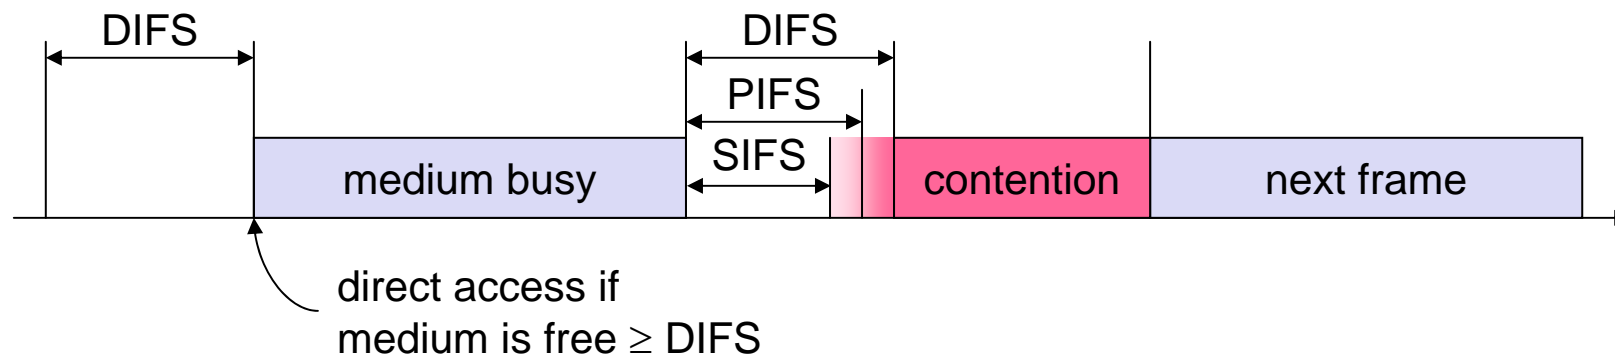 DIFS
DIFS
PIFS
SIFS
medium busy
contention
next frame
direct access if
medium is free ≥ DIFS